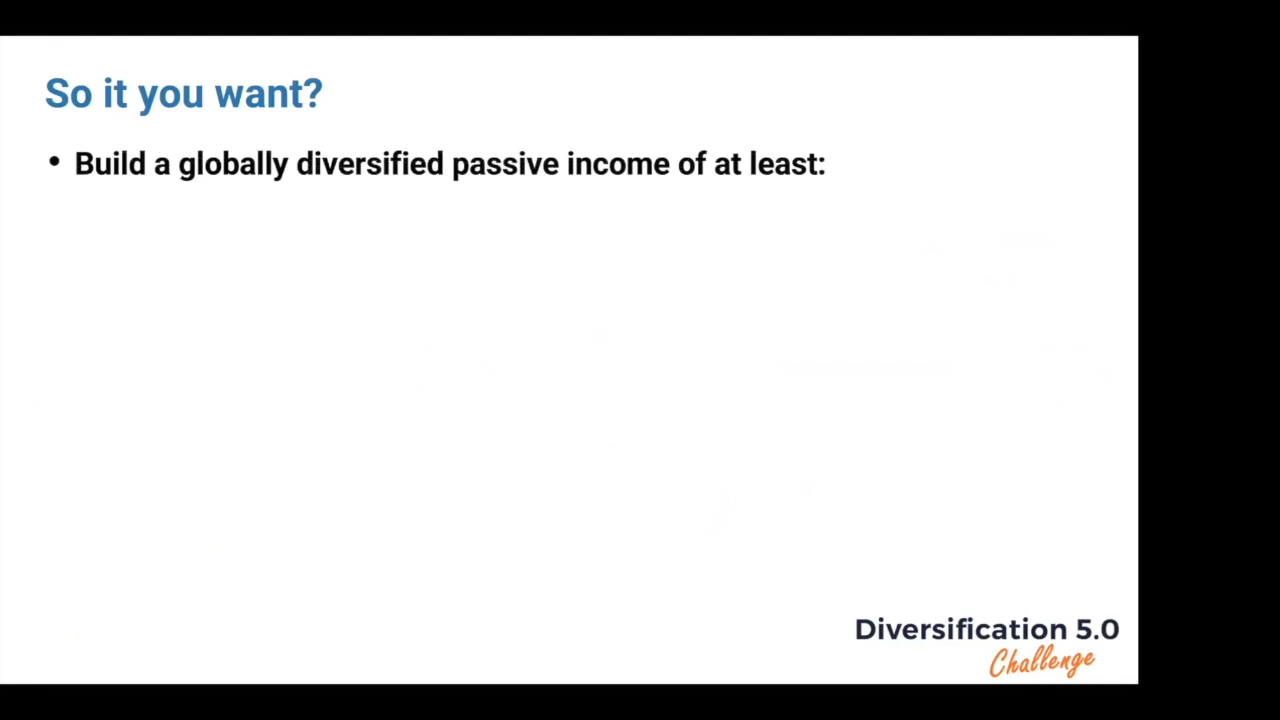 So it you want?
• Build a globally diversified passive income of at least:
Diversification 5.0
Challenge